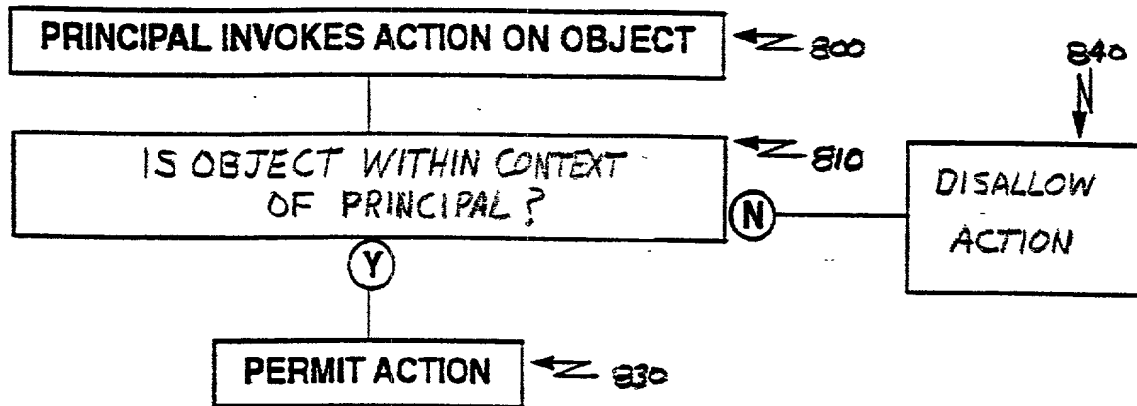 PRINCIPAL INVOKES ACTION ON OBJECT
800
840
IS OBJECT WITHIN CONTEXT
OF PRINCIPAL?
810
N
DISALLOW
ACTION
Y
PERMIT ACTION
830